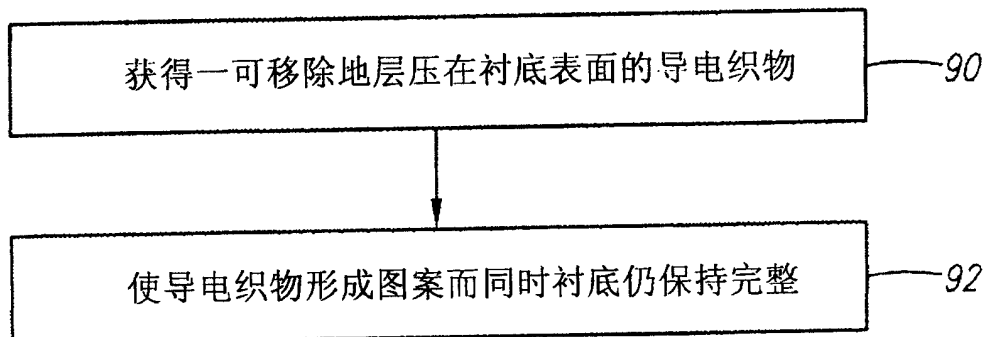 获得一可移除地层压在衬底表面的导电织物
90
使导电织物形成图案而同时衬底仍保持完整
92